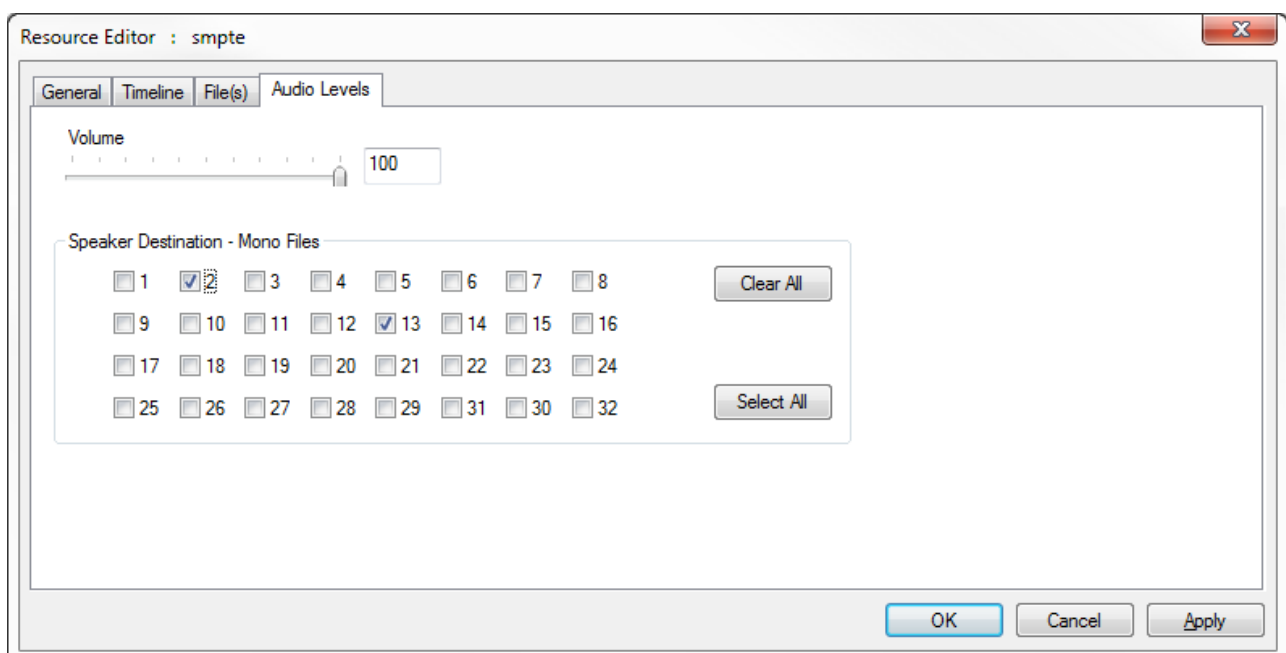 Resource Editor : smpte
General Timeline File(s) Audio Levels
Volume
100
Speaker Destination - Mono Files
1 2 3 4 5 6 7 8 Clear All
9 10 11 12 13 14 15 16
17 18 19 20 21 22 23 24
25 26 27 28 29 31 30 32 Select All
OK Cancel Apply